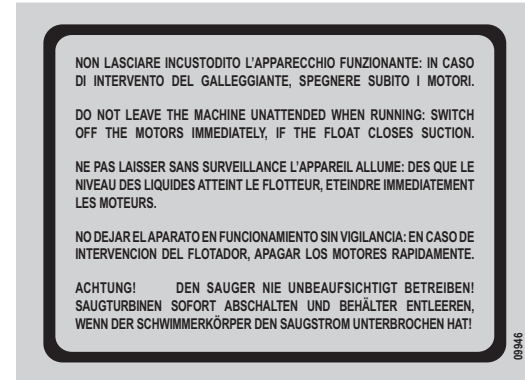 NON LASCIARE INCUSTODITO L'APPARECCHIO FUNZIONANTE: IN CASO
DI INTERVENTO DEL GALLEGGIANTE, SPEGNERE SUBITO I MOTORI.
DO NOT LEAVE THE MACHINE UNATTENDED WHEN RUNNING: SWITCH
OFF THE MOTORS IMMEDIATELY, IF THE FLOAT CLOSES SUCTION.
NE PAS LAISSER SANS SURVEILLANCE L'APPAREIL ALLUME: DES QUE LE
NIVEAU DES LIQUIDES ATTEINT LE FLOTTEUR, ETEINDRE IMMEDIATEMENT
LES MOTEURS.
NO DEJAR EL APARATO EN FUNCIONAMIENTO SIN VIGILANCIA: EN CASO DE
INTERVENCION DEL FLOTADOR, APAGAR LOS MOTORES RAPIDAMENTE.
ACHTUNG! DEN SAUGER NIE UNBEAUFSICHTIGT BETREIBEN!
SAUGTURBINEN SOFORT ABSCHALTEN UND BEHÄLTER ENTLEEREN,
WENN DER SCHWIMMERKÖRPER DEN SAUGSTROM UNTERBROCHEN HAT!
09946